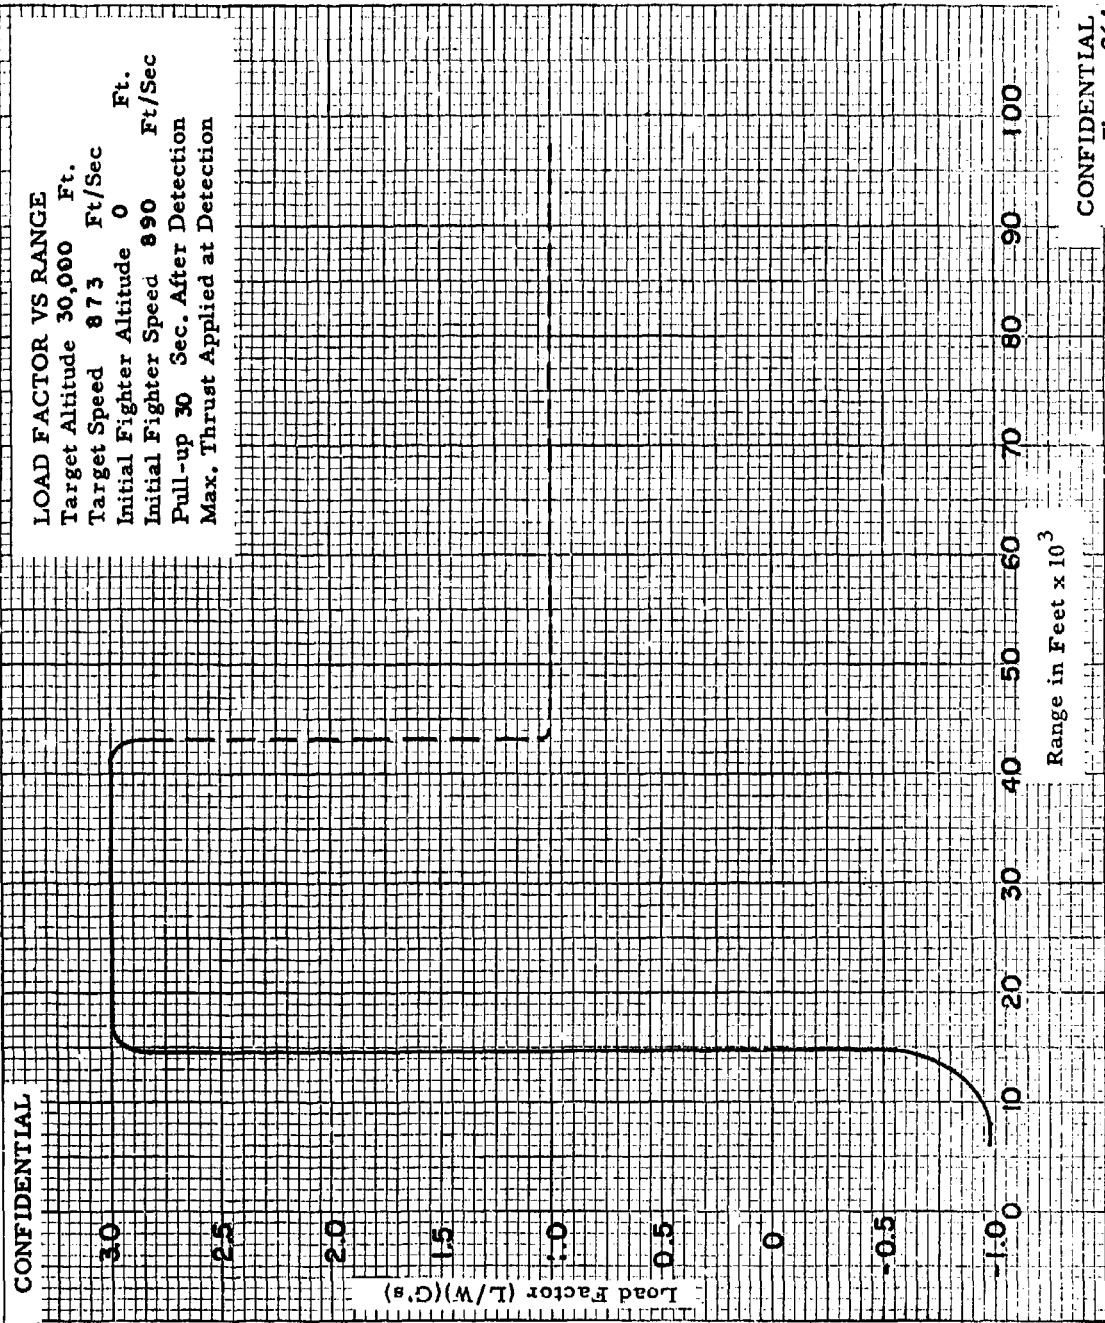 CONFIDENTIAL
LOAD FACTOR VS RANGE
Target Altitude 30,000 Ft.
Target Speed 873 Ft/Sec
Initial Fighter Altitude 0 Ft.
Initial Fighter Speed 890 Ft/Sec
Pull-up 30 Sec. After Detection
Max. Thrust Applied at Detection
Load Factor (L/W)(G's)
3.0
2.5
2.0
1.5
1.0
0.5
0
-0.5
-1.0
0 10 20 30 40 50 60 70 80 90 100
Range in Feet x 10³
CONFIDENTIAL